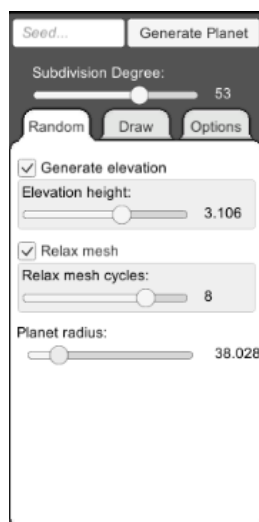 Seed... Generate Planet
Subdivision Degree:
53
Random Draw Options
Generate elevation
Elevation height:
3.106
Relax mesh
Relax mesh cycles:
8
Planet radius:
38.028